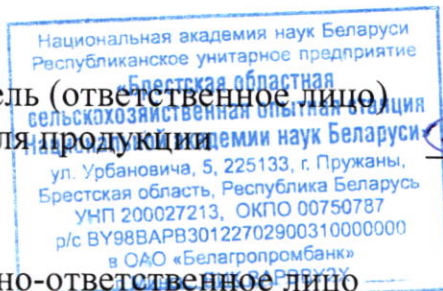 Национальная академия наук Беларуси
Республиканское унитарное предприятие
«Брестская областная
ель (ответственное лицо)
сельскохозяйственная опытная станция
ля продукции
Национальной академии наук Беларуси»
ул. Урбановича, 5, 225133, г. Пружаны,
Брестская область, Республика Беларусь
УНП 200027213, ОКПО 00750787
р/с BY98BAPB30122702900310000000
в ОАО «Белагропромбанк»
но-ответственное лицо